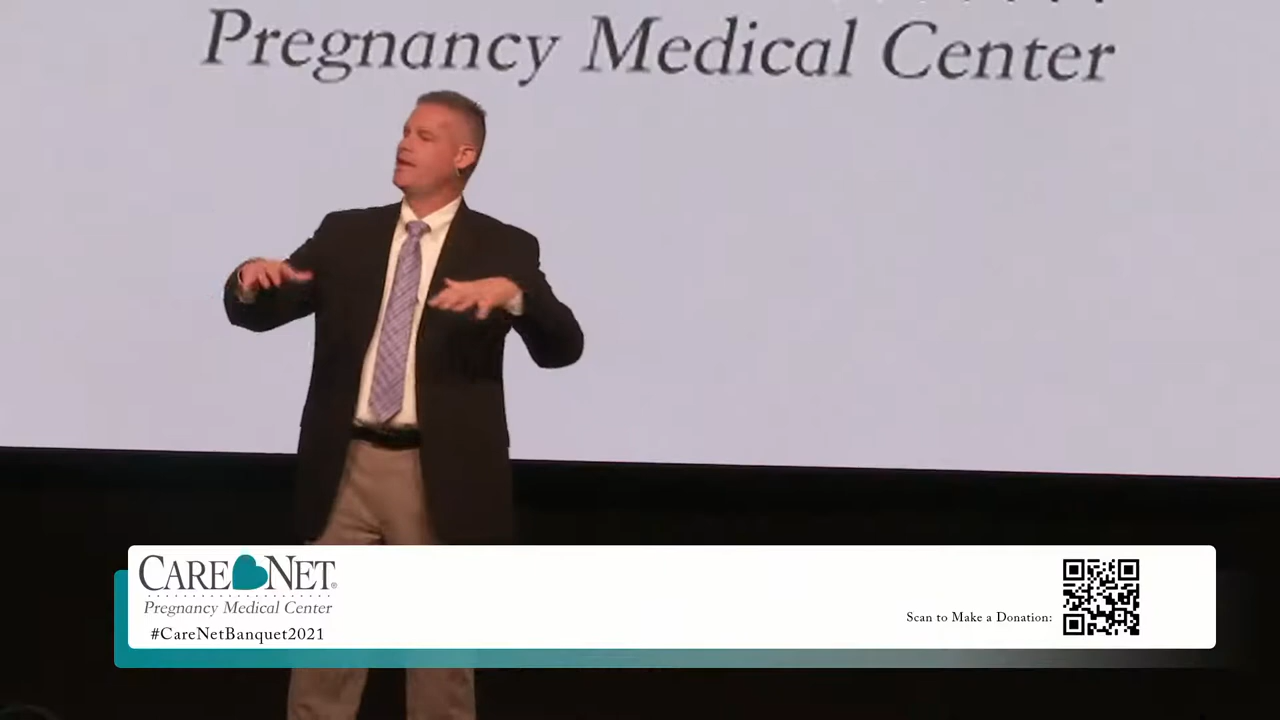 Pregnancy Medical Center
CARE NET®
Pregnancy Medical Center
#CareNetBanquet2021
Scan to Make a Donation: